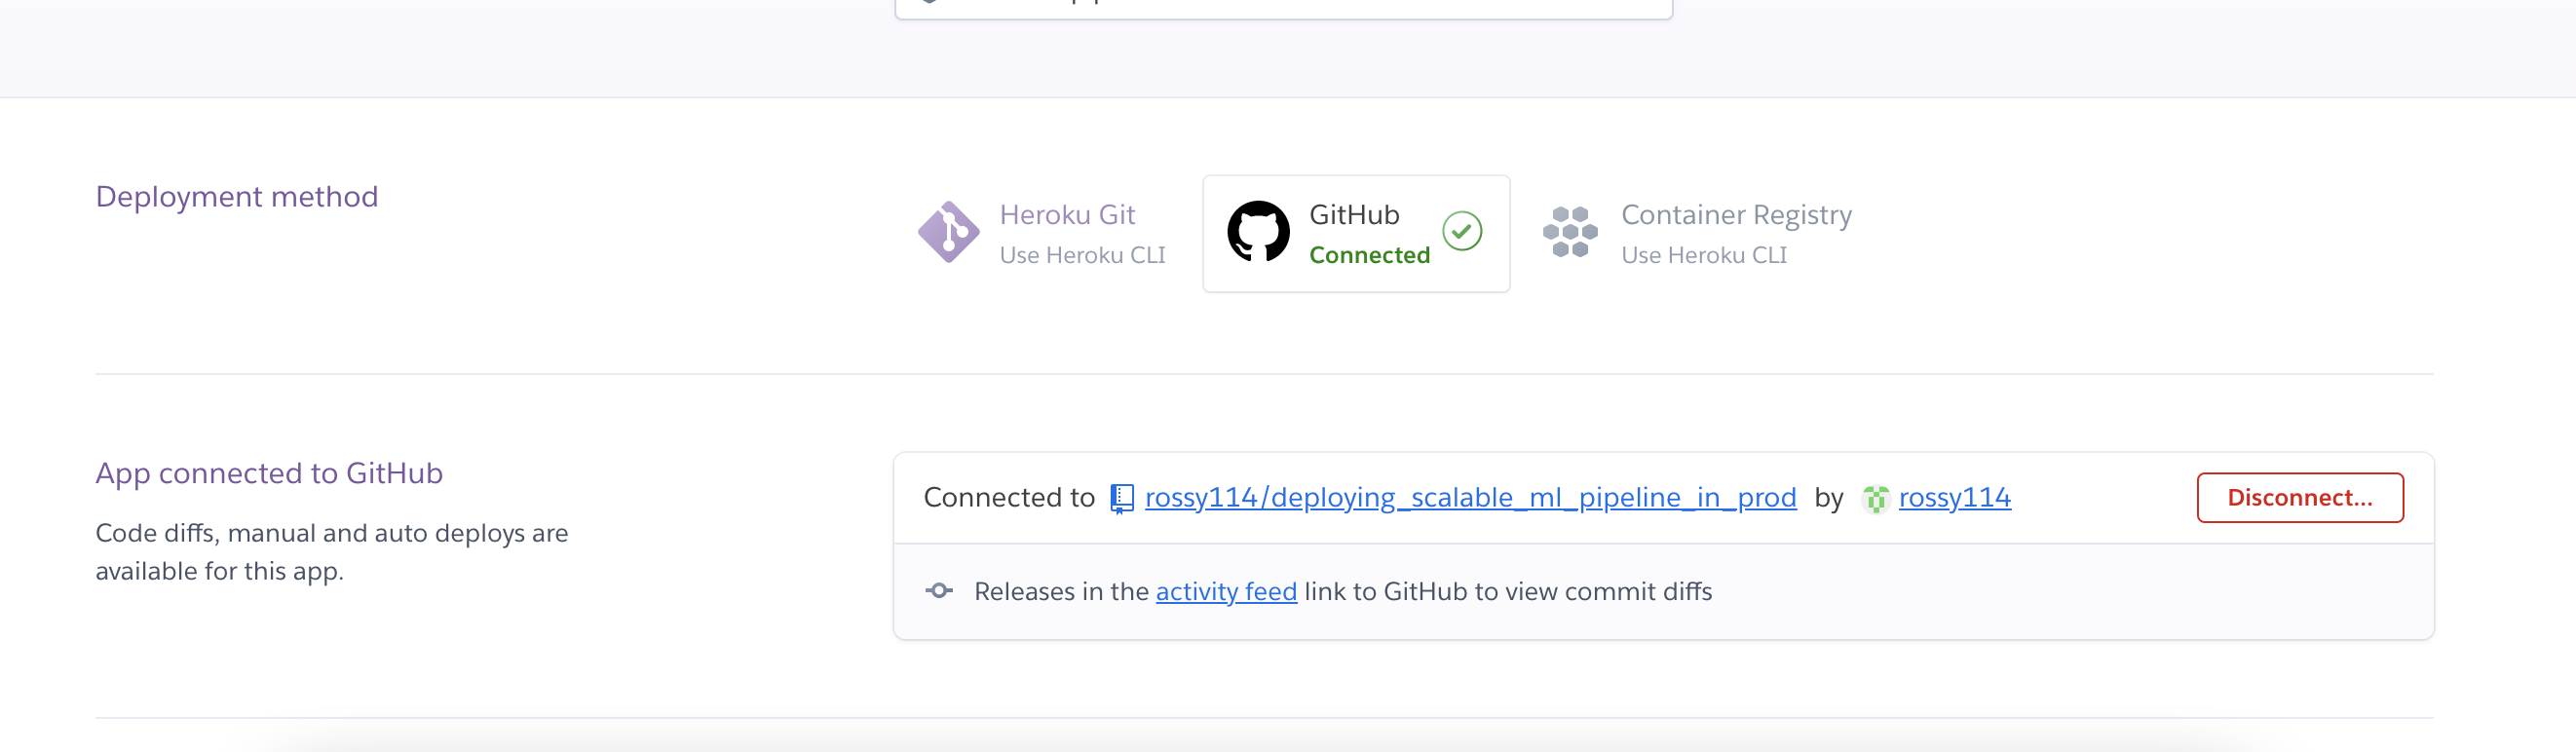 Deployment method
Heroku Git
Use Heroku CLI
GitHub
Connected
Container Registry
Use Heroku CLI
App connected to GitHub
Code diffs, manual and auto deploys are
available for this app.
Connected to rossy114/deploying_scalable_ml_pipeline_in_prod by rossy114
Disconnect...
Releases in the activity feed link to GitHub to view commit diffs